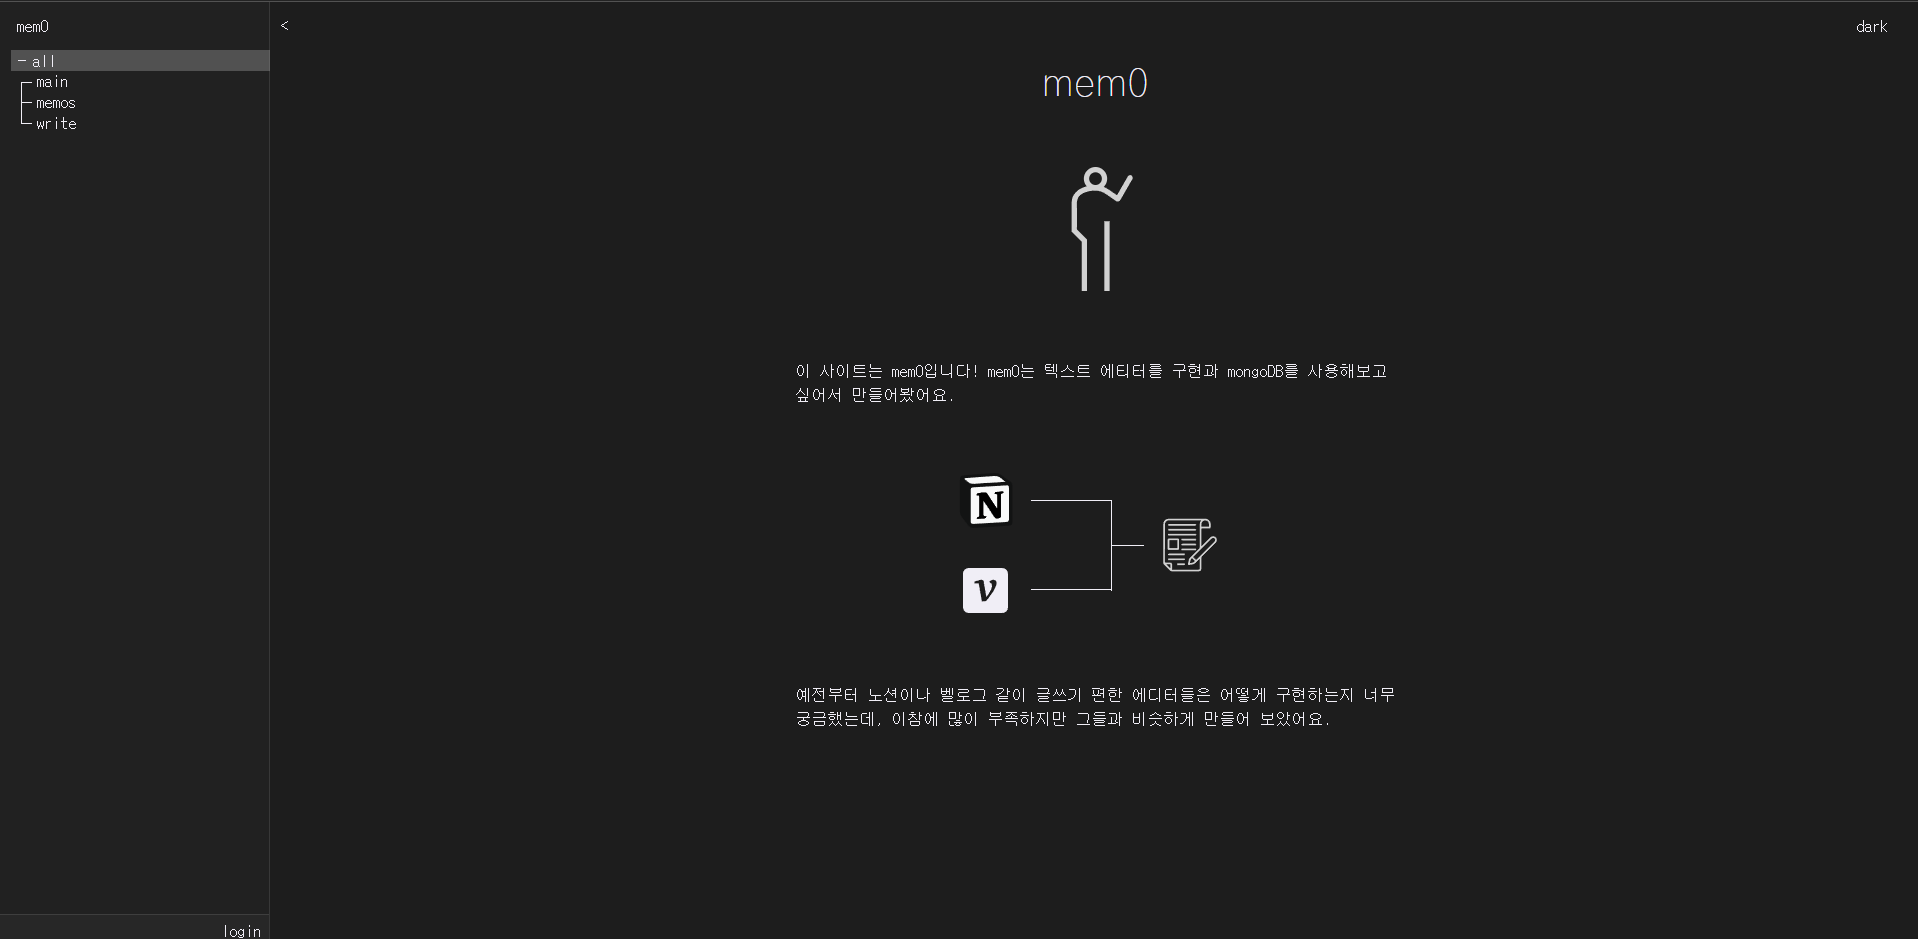 mem0
<
dark
- all
main
memos
write
mem0
이 사이트는 mem0입니다! mem0는 텍스트 에티터를 구현과 mongoDB를 사용해보고
싶어서 만들어봤어요.
N
v
예전부터 노션이나 벨로그 같이 글쓰기 편한 에디터들은 어떻게 구현하는지 너무
궁금했는데, 이참에 많이 부족하지만 그들과 비슷하게 만들어 보았어요.
login